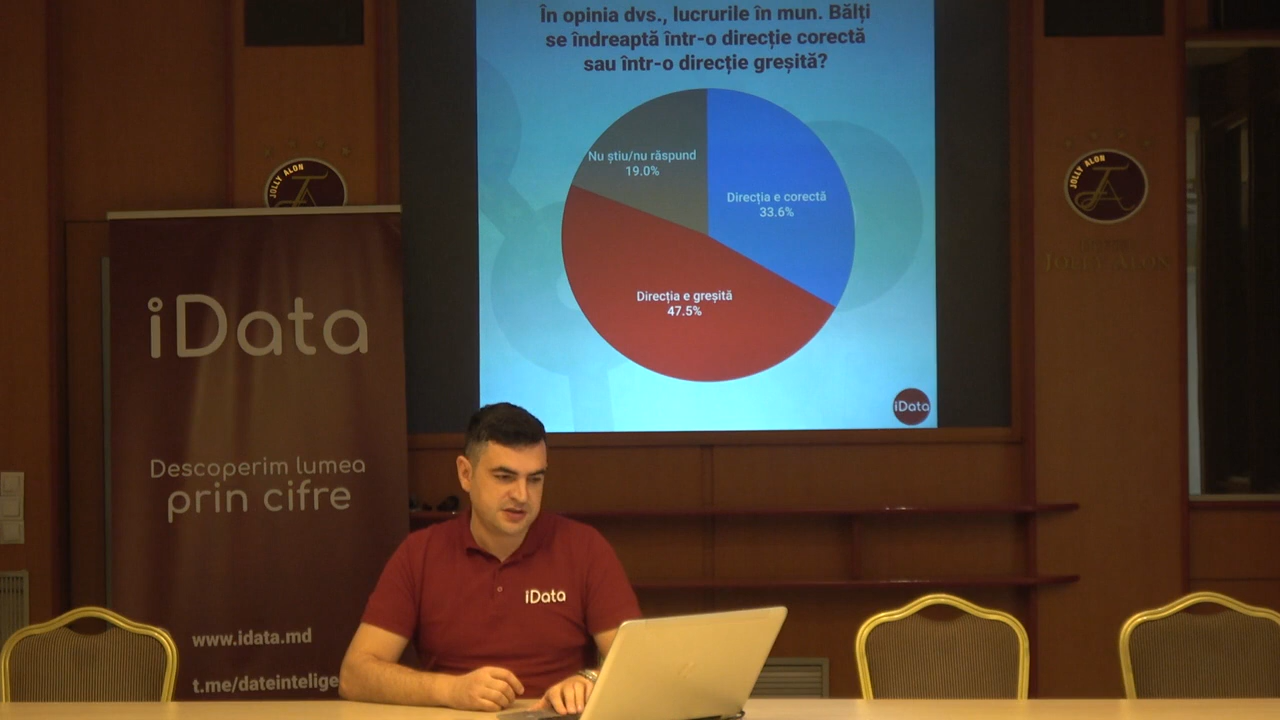 În opinia dvs., lucrurile în mun. Bălți
se îndreaptă într-o direcție corectă
sau într-o direcție greșită?
Nu știu/nu răspund
19.0%
Direcția e corectă
33.6%
Direcția e greșită
47.5%
iData
JOLLY ALON
JOLLY ALON
JOLLY ALON
iData
Descoperim lumea
prin cifre
www.idata.md
t.me/dateintelige
iData